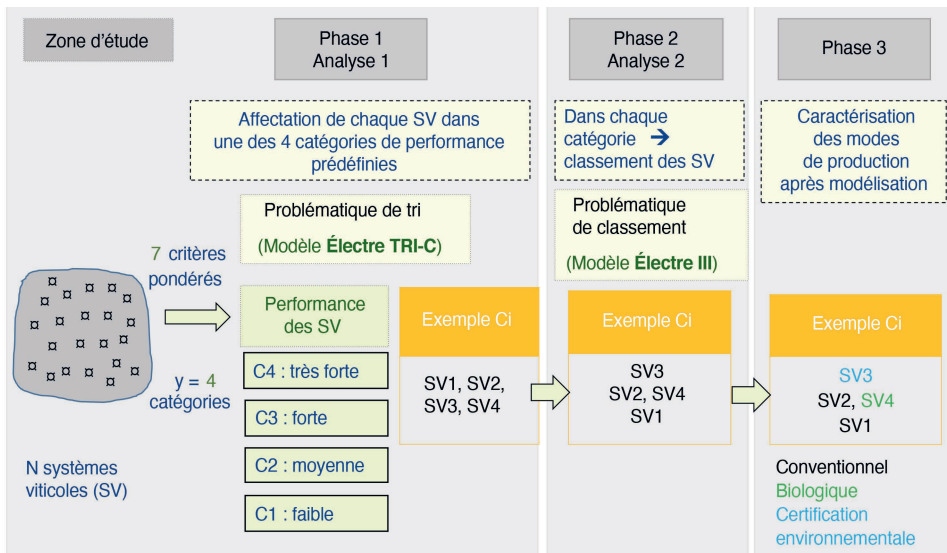 Zone d'étude
Phase 1
Analyse 1
Phase 2
Analyse 2
Phase 3
Affectation de chaque SV dans
une des 4 catégories de performance
prédéfinies
Dans chaque
catégorie ➔
classement des SV
Caractérisation
des modes
de production
après modélisation
Problématique de tri
(Modèle Électre TRI-C)
Problématique
de classement
(Modèle Électre III)
7 critères
pondérés
y = 4
catégories
N systèmes
viticoles (SV)
Performance
des SV
C4 : très forte
C3 : forte
C2 : moyenne
C1 : faible
Exemple Ci
SV1, SV2,
SV3, SV4
Exemple Ci
SV3
SV2, SV4
SV1
Exemple Ci
SV3
SV2, SV4
SV1
Conventionnel
Biologique
Certification
environnementale